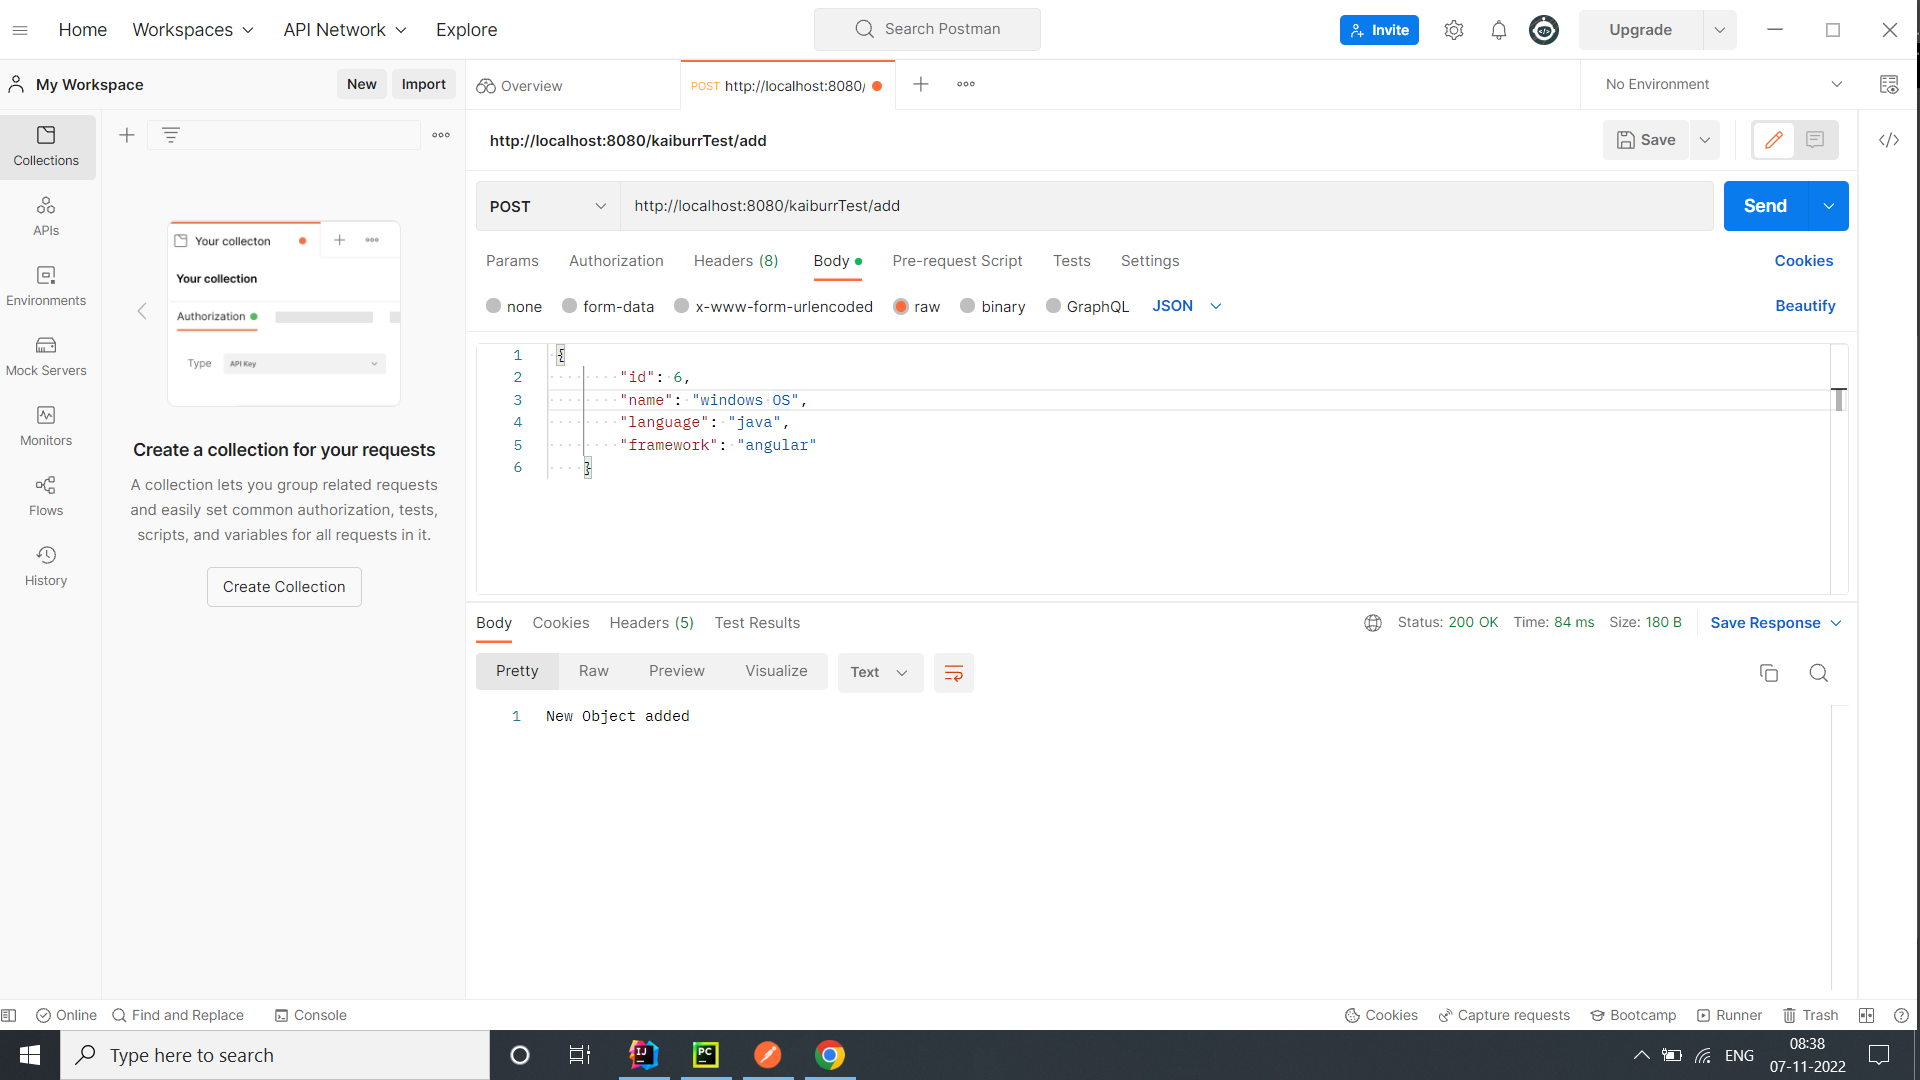 Home Workspaces API Network Explore Search Postman Invite Upgrade
My Workspace New Import Overview POST http://localhost:8080/ No Environment
http://localhost:8080/kaiburrTest/add Save
Collections
APIs
Environments
Mock Servers
Monitors
Flows
History
Your collecton
Your collection
Authorization
Type API Key
Create a collection for your requests
A collection lets you group related requests
and easily set common authorization, tests,
scripts, and variables for all requests in it.
Create Collection
POST http://localhost:8080/kaiburrTest/add Send
Params Authorization Headers (8) Body Pre-request Script Tests Settings Cookies
none form-data x-www-form-urlencoded raw binary GraphQL JSON Beautify
1 {
2 "id": 6,
3 "name": "windows OS",
4 "language": "java",
5 "framework": "angular"
6 }
Body Cookies Headers (5) Test Results Status: 200 OK Time: 84 ms Size: 180 B Save Response
Pretty Raw Preview Visualize Text
1 New Object added
Online Find and Replace Console Cookies Capture requests Bootcamp Runner Trash
Type here to search IJ PC ENG 08:38
07-11-2022